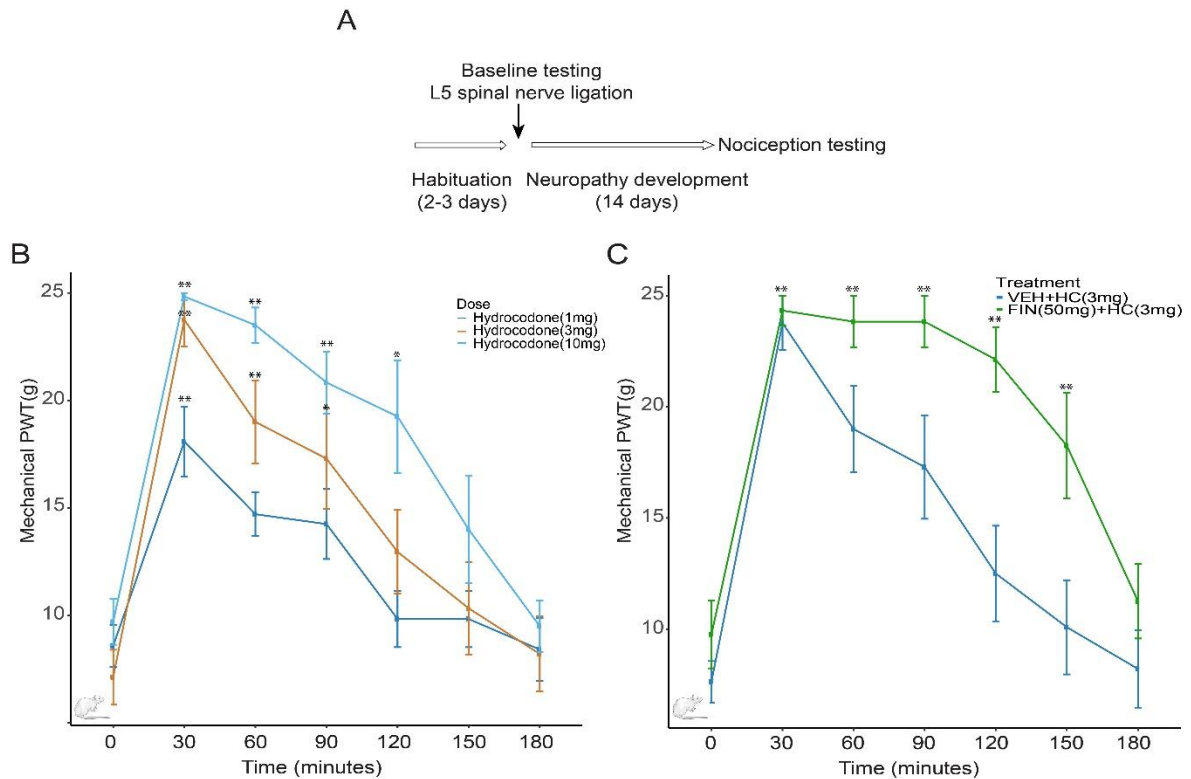 A
Baseline testing
L5 spinal nerve ligation
Nociception testing
Habituation
(2-3 days)
Neuropathy development
(14 days)
B
Mechanical PWT(g)
25
20
15
10
**
**
**
**
**
**
*
*
Dose
Hydrocodone(1mg)
Hydrocodone(3mg)
Hydrocodone(10mg)
0
30
60
90
120
150
180
Time (minutes)
C
Mechanical PWT(g)
25
20
15
10
**
**
**
**
**
Treatment
VEH+HC(3mg)
FIN(50mg)+HC(3mg)
0
30
60
90
120
150
180
Time (minutes)